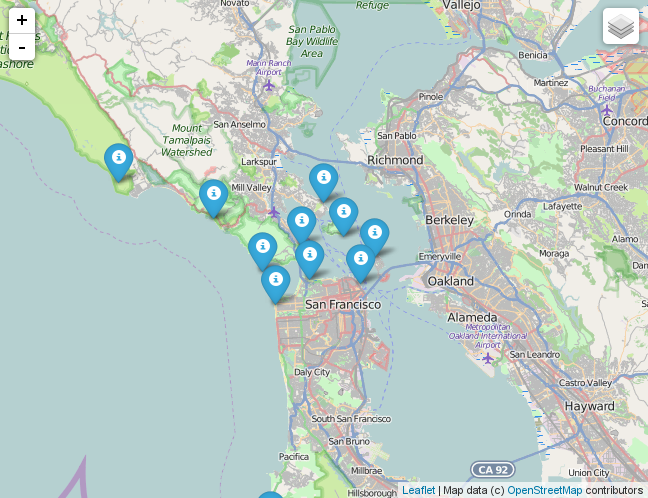 +
-
Novato
San Pablo
Bay Wildlife
Area
Refuge
Vallejo
Benicia
Martinez
Mann Ranch
Airport
Buchanan
Field
Concord
Pinole
Mount
Tamalpais
Watershed
San Anselmo
San Pablo
Larkspur
Richmond
Pleasant Hill
Walnut Creek
Mill Valley
Berkeley
Orinda
Lafayette
Alamo
Emeryville
Moraga
Dan
Oakland
San Francisco
Alameda
Metropolitan
Oakland International
Airport
San Leandro
Daly City
Castro Valley
Hayward
South San Francisco
San Bruno
Pacifica
Millbrae
CA 92
Union City
Hillsborough
Leaflet | Map data (c) OpenStreetMap contributors